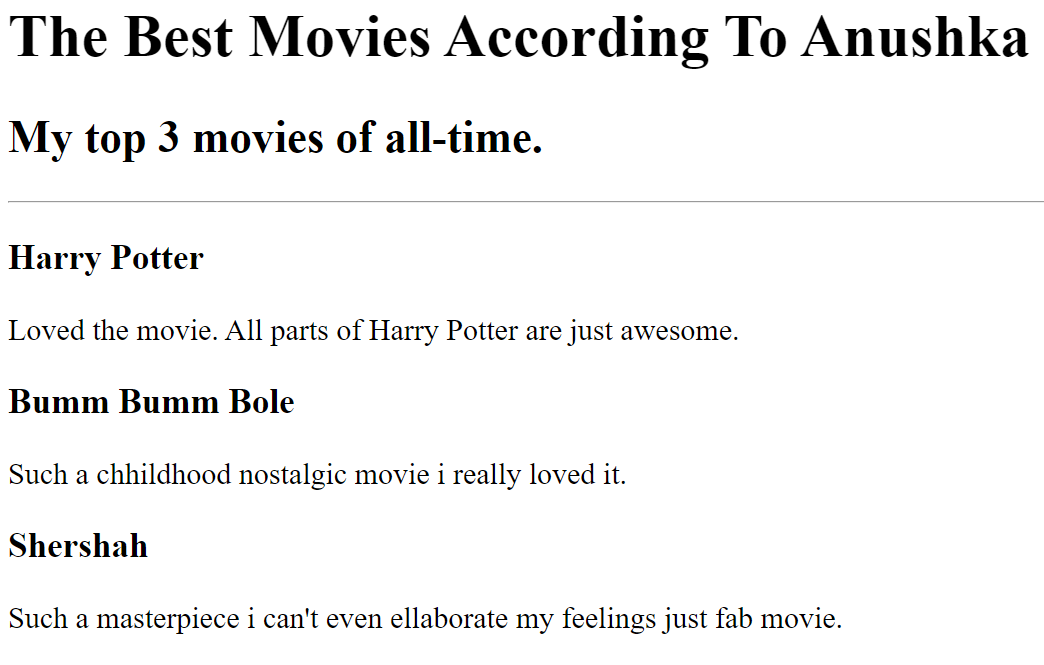 The Best Movies According To Anushka
My top 3 movies of all-time.
Harry Potter
Loved the movie. All parts of Harry Potter are just awesome.
Bumm Bumm Bole
Such a chhildhood nostalgic movie i really loved it.
Shershah
Such a masterpiece i can't even ellaborate my feelings just fab movie.